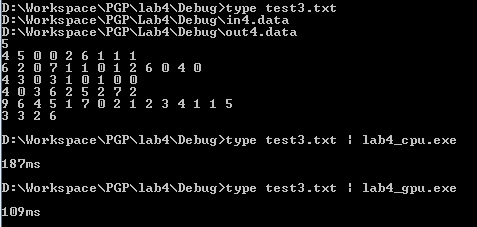 D:\Workspace\PGP\lab4\Debug>type test3.txt
D:\Workspace\PGP\Lab4\Debug\in4.data
D:\Workspace\PGP\Lab4\Debug\out4.data
5
4 5 0 0 2 6 1 1 1
6 2 0 7 1 1 0 1 2 6 0 4 0
4 3 0 3 1 0 1 0 0
4 0 3 6 2 5 2 7 2
9 6 4 5 1 7 0 2 1 2 3 4 1 1 5
3 3 2 6
D:\Workspace\PGP\lab4\Debug>type test3.txt | lab4_cpu.exe
187ms
D:\Workspace\PGP\lab4\Debug>type test3.txt | lab4_gpu.exe
109ms